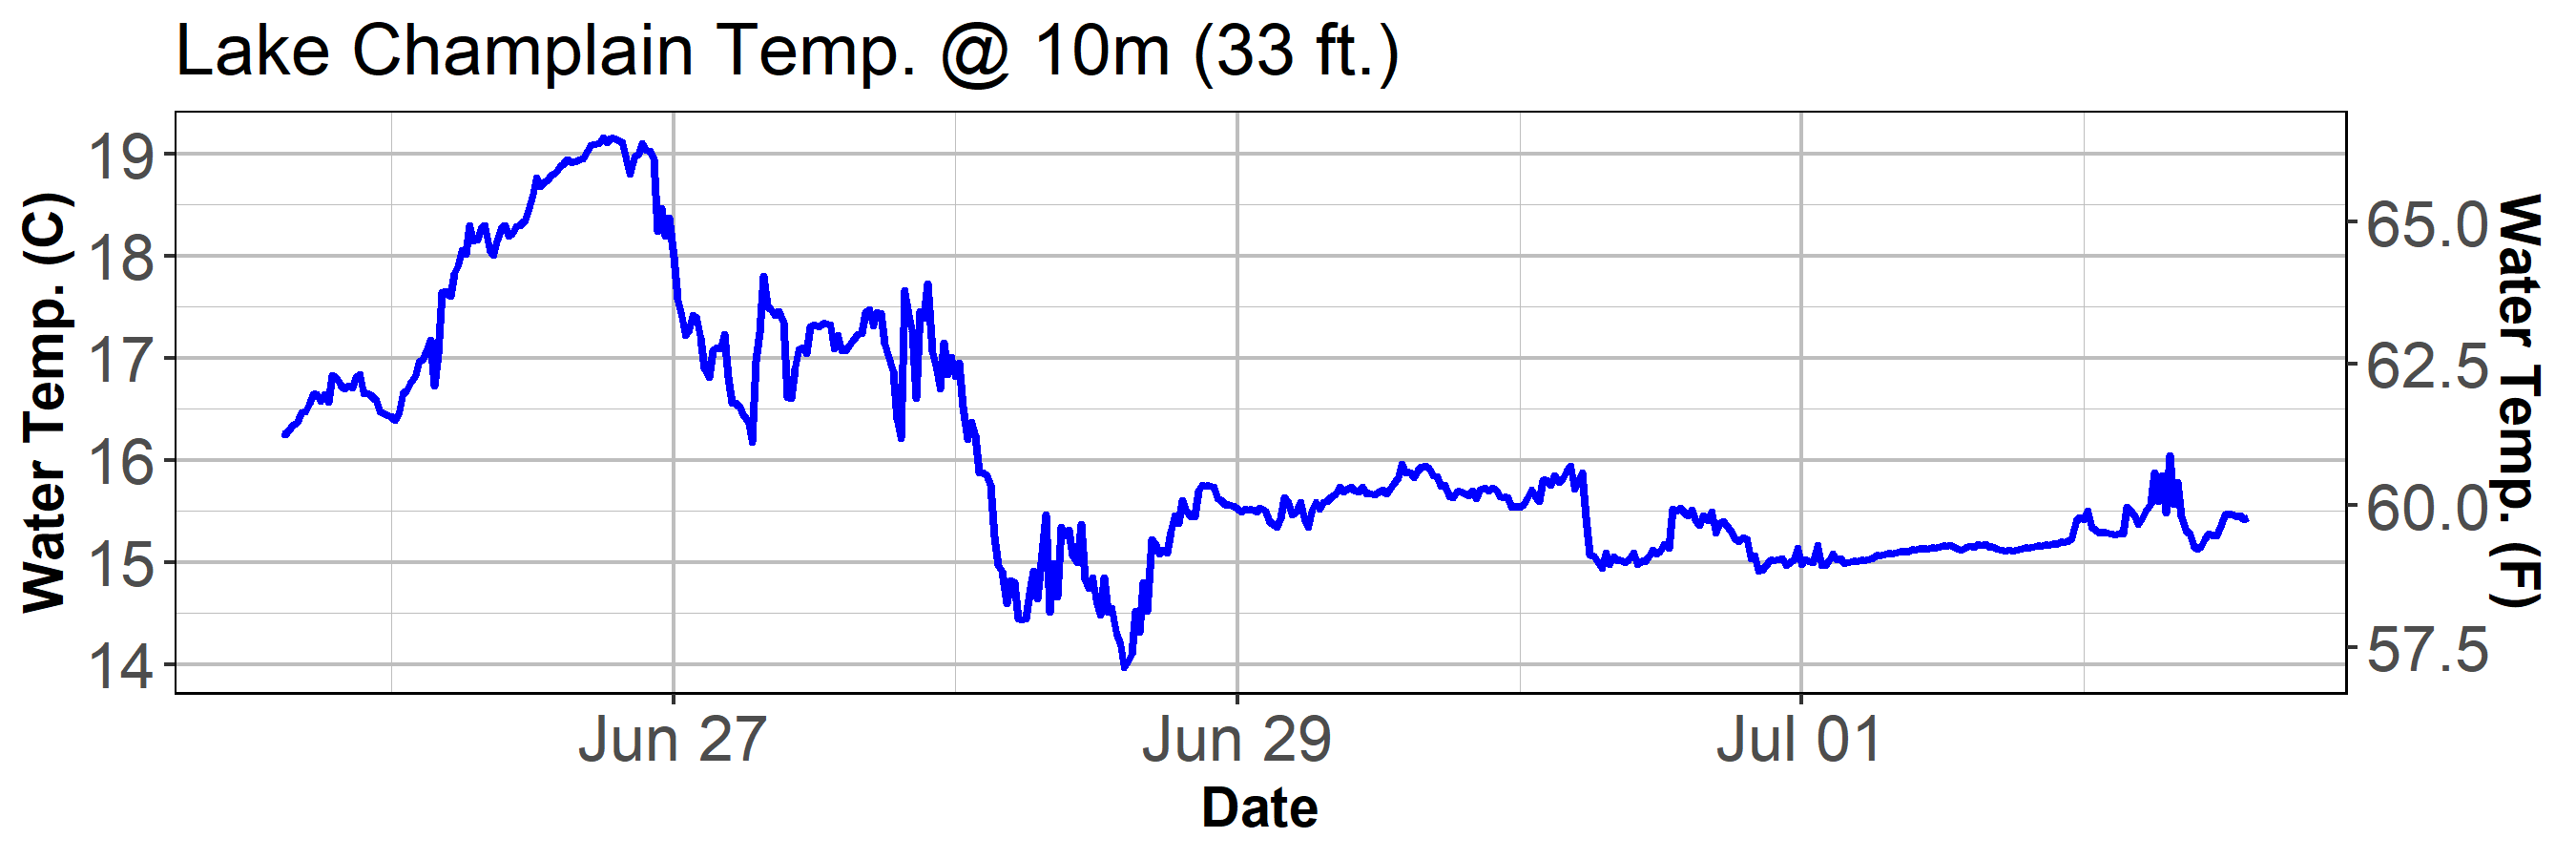 Lake Champlain Temp. @ 10m (33 ft.)
Water Temp. (C)
19
18
17
16
15
14
65.0
62.5
60.0
57.5
Water Temp. (F)
Jun 27
Jun 29
Jul 01
Date